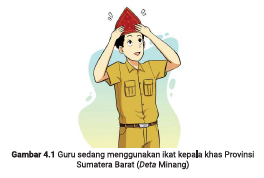 Gambar 4.1 Guru sedang menggunakan ikat kepala khas Provinsi
Sumatera Barat (Deta Minang)